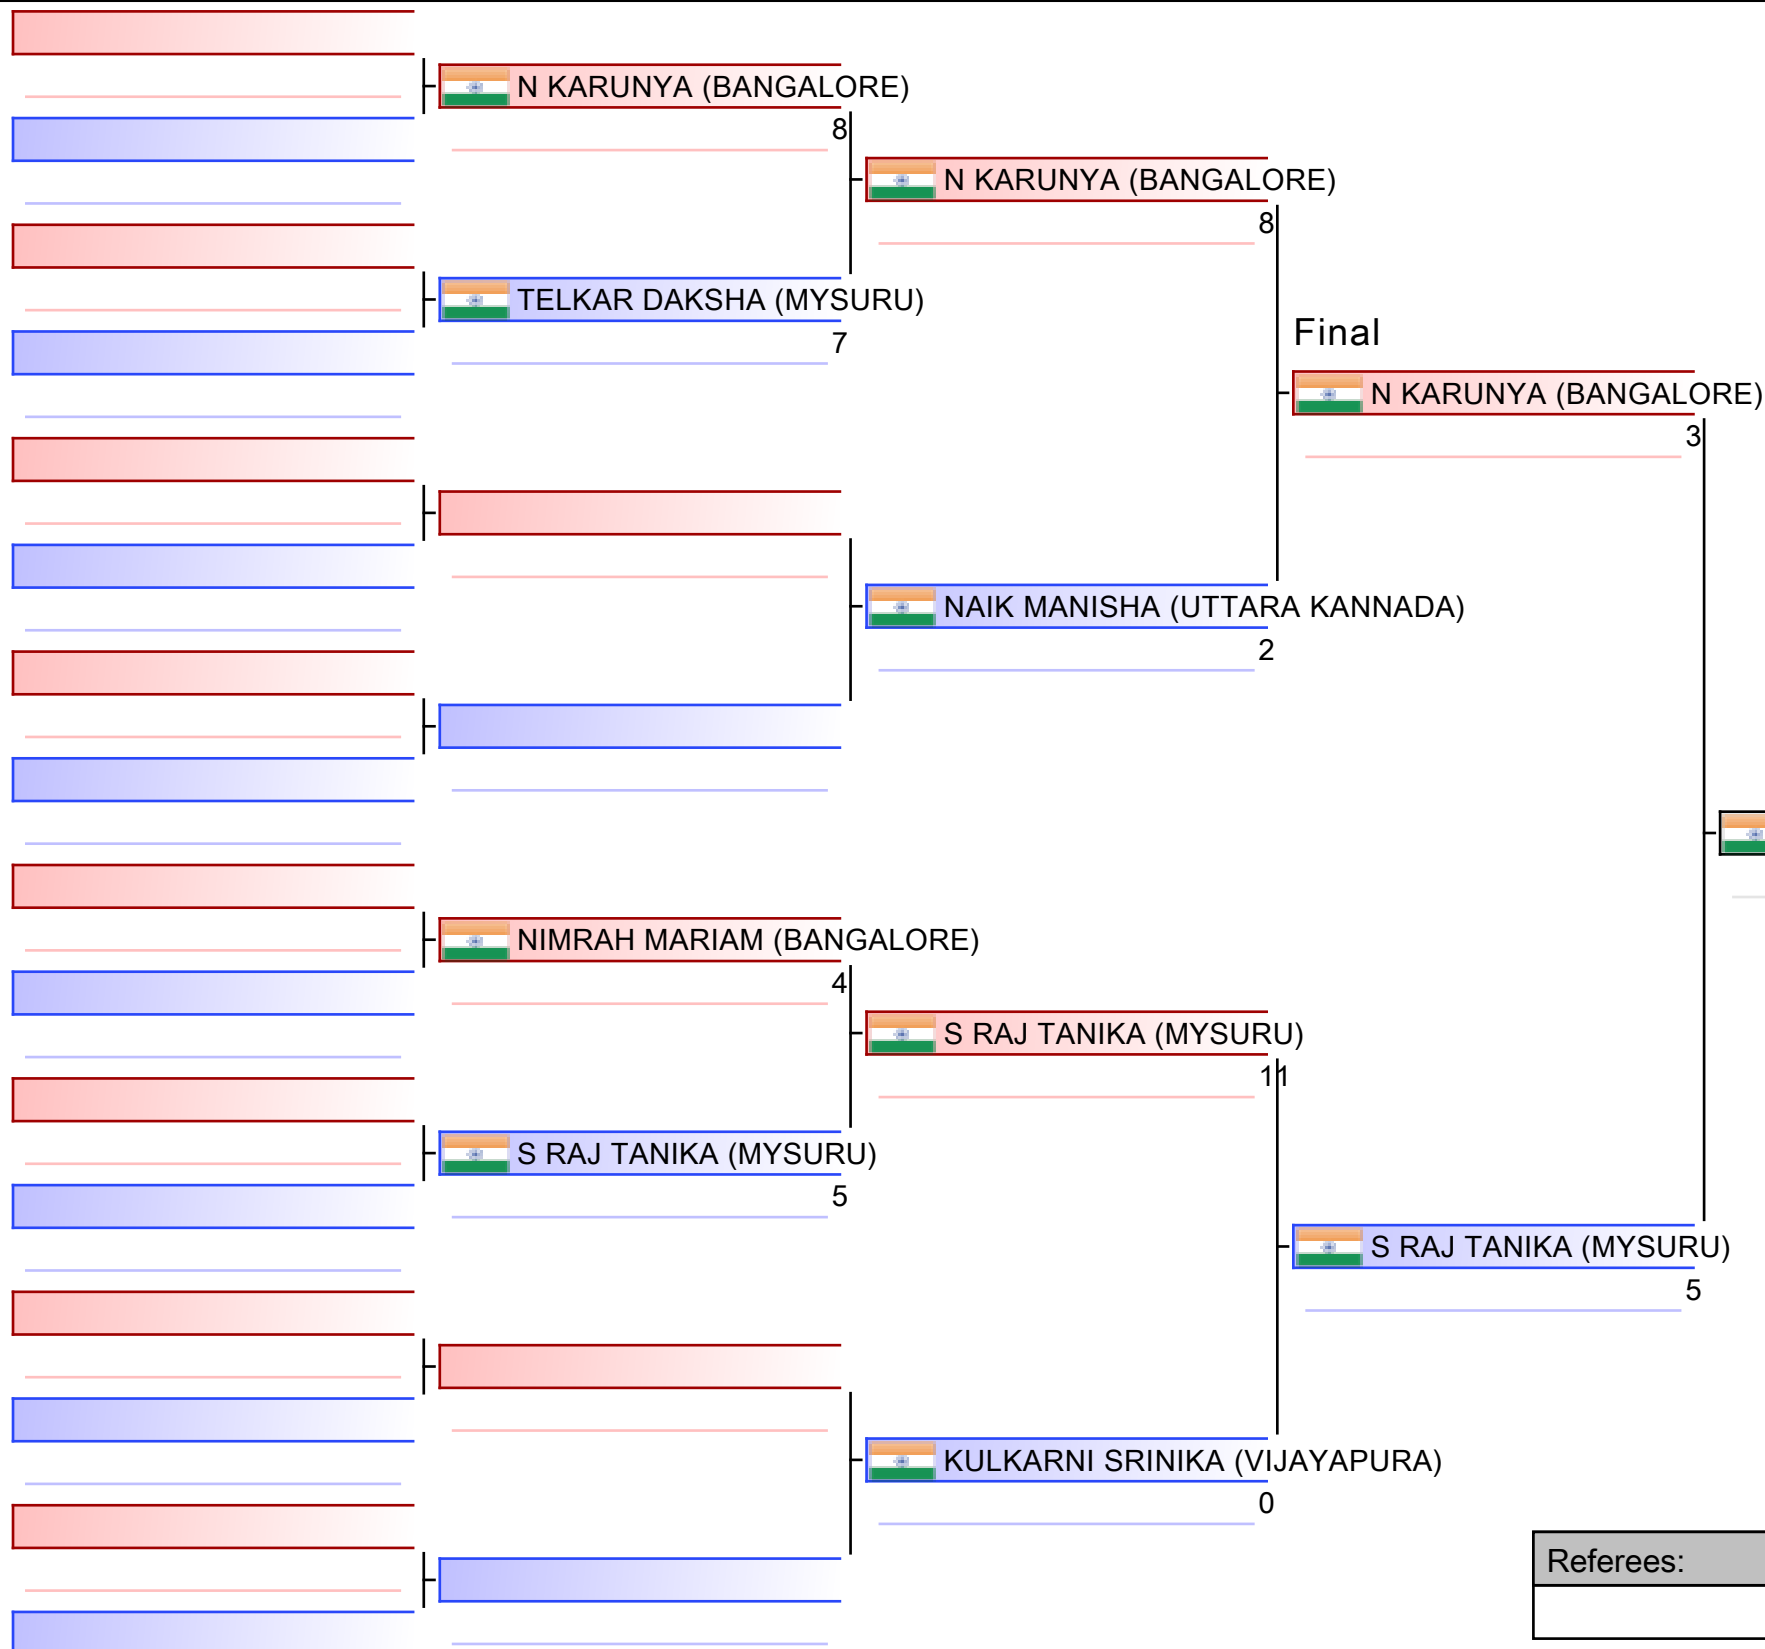 N KARUNYA (BANGALORE)
8
N KARUNYA (BANGALORE)
8
TELKAR DAKSHA (MYSURU)
7
Final
N KARUNYA (BANGALORE)
3
NAIK MANISHA (UTTARA KANNADA)
2
NIMRAH MARIAM (BANGALORE)
4
S RAJ TANIKA (MYSURU)
11
S RAJ TANIKA (MYSURU)
5
S RAJ TANIKA (MYSURU)
5
KULKARNI SRINIKA (VIJAYAPURA)
0
Referees: